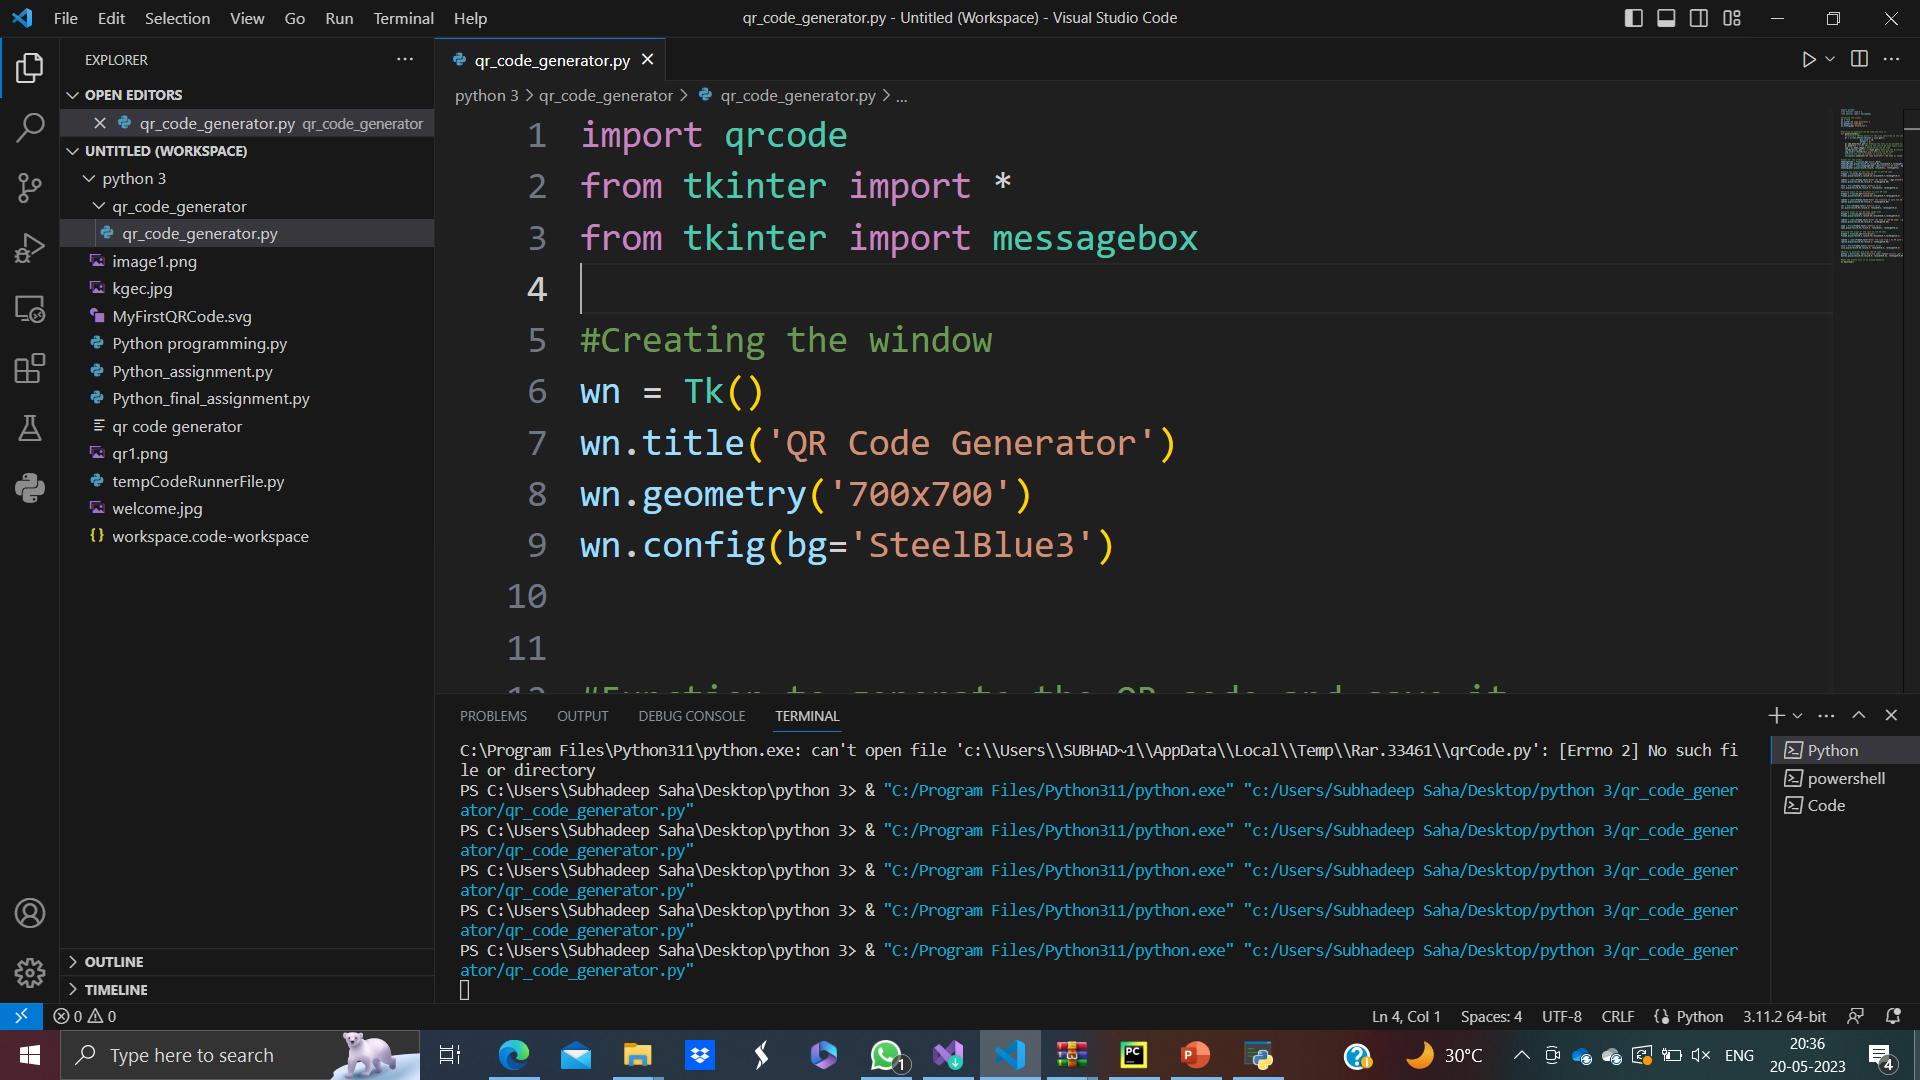 File Edit Selection View Go Run Terminal Help
qr_code_generator.py - Untitled (Workspace) - Visual Studio Code
EXPLORER
OPEN EDITORS
qr_code_generator.py qr_code_generator
UNTITLED (WORKSPACE)
python 3
qr_code_generator
qr_code_generator.py
image1.png
kgec.jpg
MyFirstQRCode.svg
Python programming.py
Python_assignment.py
Python_final_assignment.py
qr code generator
qr1.png
tempCodeRunnerFile.py
welcome.jpg
workspace.code-workspace
OUTLINE
TIMELINE
qr_code_generator.py
python 3 > qr_code_generator > qr_code_generator.py > ...
1 import qrcode
2 from tkinter import *
3 from tkinter import messagebox
4
5 #Creating the window
6 wn = Tk()
7 wn.title('QR Code Generator')
8 wn.geometry('700x700')
9 wn.config(bg='SteelBlue3')
10
11
12 #Function to generate the QR code and save it
PROBLEMS OUTPUT DEBUG CONSOLE TERMINAL
C:\Program Files\Python311\python.exe: can't open file 'c:\\Users\\SUBHAD~1\\AppData\\Local\\Temp\\Rar.33461\\qrCode.py': [Errno 2] No such fi
le or directory
PS C:\Users\Subhadeep Saha\Desktop\python 3> & "C:/Program Files/Python311/python.exe" "c:/Users/Subhadeep Saha/Desktop/python 3/qr_code_gener
ator/qr_code_generator.py"
PS C:\Users\Subhadeep Saha\Desktop\python 3> & "C:/Program Files/Python311/python.exe" "c:/Users/Subhadeep Saha/Desktop/python 3/qr_code_gener
ator/qr_code_generator.py"
PS C:\Users\Subhadeep Saha\Desktop\python 3> & "C:/Program Files/Python311/python.exe" "c:/Users/Subhadeep Saha/Desktop/python 3/qr_code_gener
ator/qr_code_generator.py"
PS C:\Users\Subhadeep Saha\Desktop\python 3> & "C:/Program Files/Python311/python.exe" "c:/Users/Subhadeep Saha/Desktop/python 3/qr_code_gener
ator/qr_code_generator.py"
PS C:\Users\Subhadeep Saha\Desktop\python 3> & "C:/Program Files/Python311/python.exe" "c:/Users/Subhadeep Saha/Desktop/python 3/qr_code_gener
ator/qr_code_generator.py"
Python
powershell
Code
0 0
Ln 4, Col 1 Spaces: 4 UTF-8 CRLF Python 3.11.2 64-bit
Type here to search
1
PC
P
30°C
ENG
20:36
20-05-2023
4